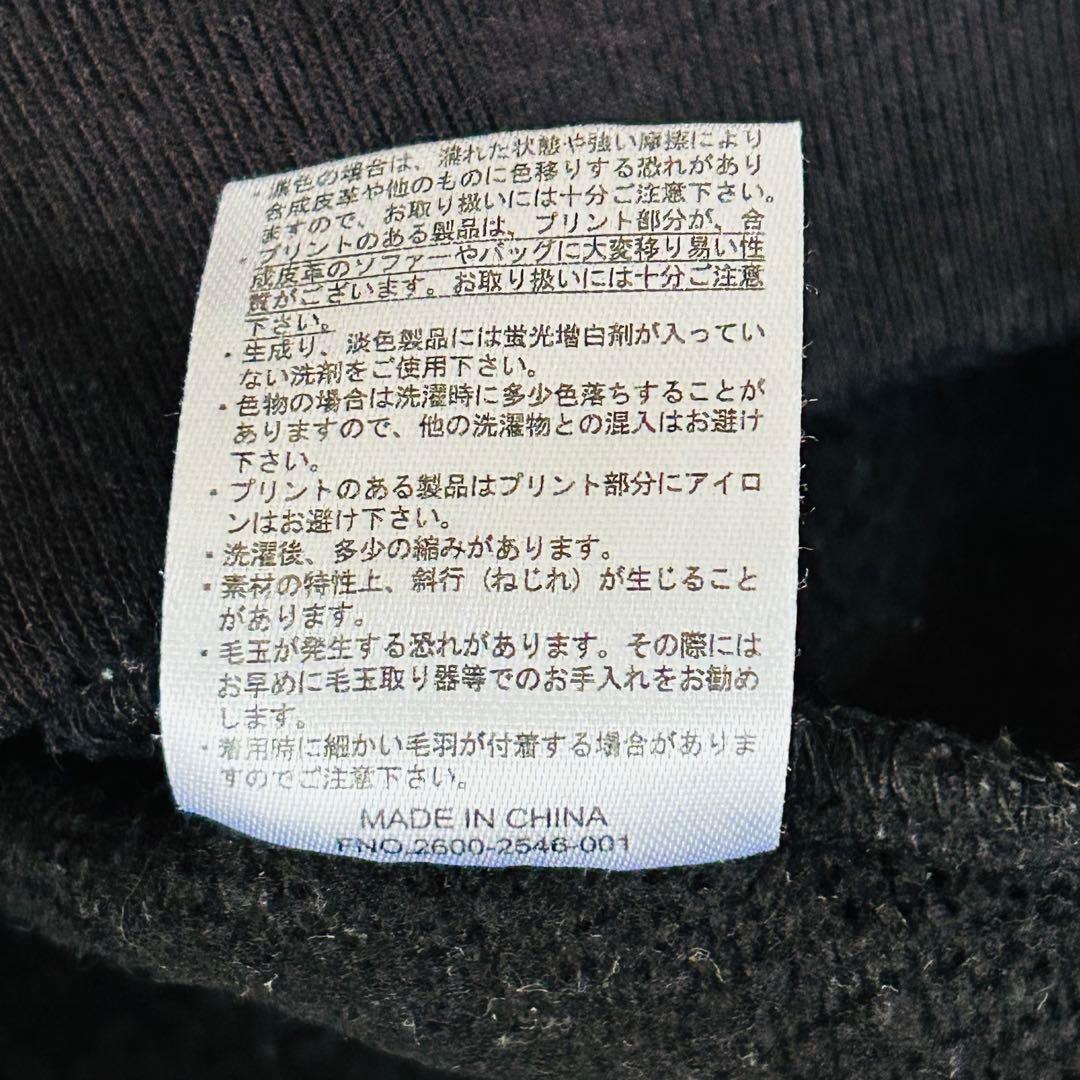 ・濃色の場合は、濡れた状態や強い摩擦により
合成皮革や他のものに色移りする恐れがあり
ますので、お取り扱いには十分ご注意下さい。
・プリントのある製品は、プリント部分が、合
成皮革のソファーやバッグに大変移り易い性
質がございます。お取り扱いには十分ご注意
下さい。
・生成り、淡色製品には蛍光増白剤が入ってい
ない洗剤をご使用下さい。
・色物の場合は洗濯時に多少色落ちすることが
ありますので、他の洗濯物との混入はお避け
下さい。
・プリントのある製品はプリント部分にアイロ
ンはお避け下さい。
・洗濯後、多少の縮みがあります。
・素材の特性上、斜行（ねじれ）が生じること
があります。
・毛玉が発生する恐れがあります。その際には
お早めに毛玉取り器等でのお手入れをお勧め
します。
・着用時に細かい毛羽が付着する場合がありま
すのでご注意下さい。
MADE IN CHINA
FNO.2600-2546-001